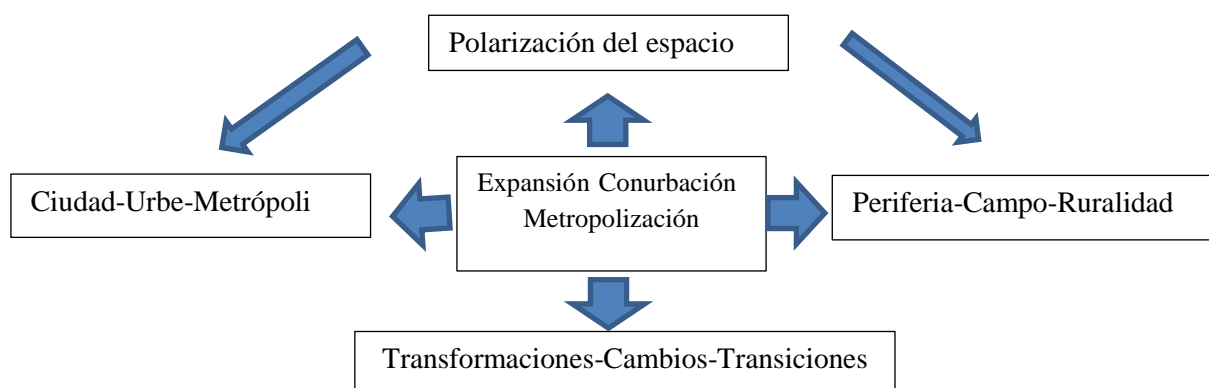 Polarización del espacio
Ciudad-Urbe-Metrópoli
Expansión Conurbación
Metropolización
Periferia-Campo-Ruralidad
Transformaciones-Cambios-Transiciones